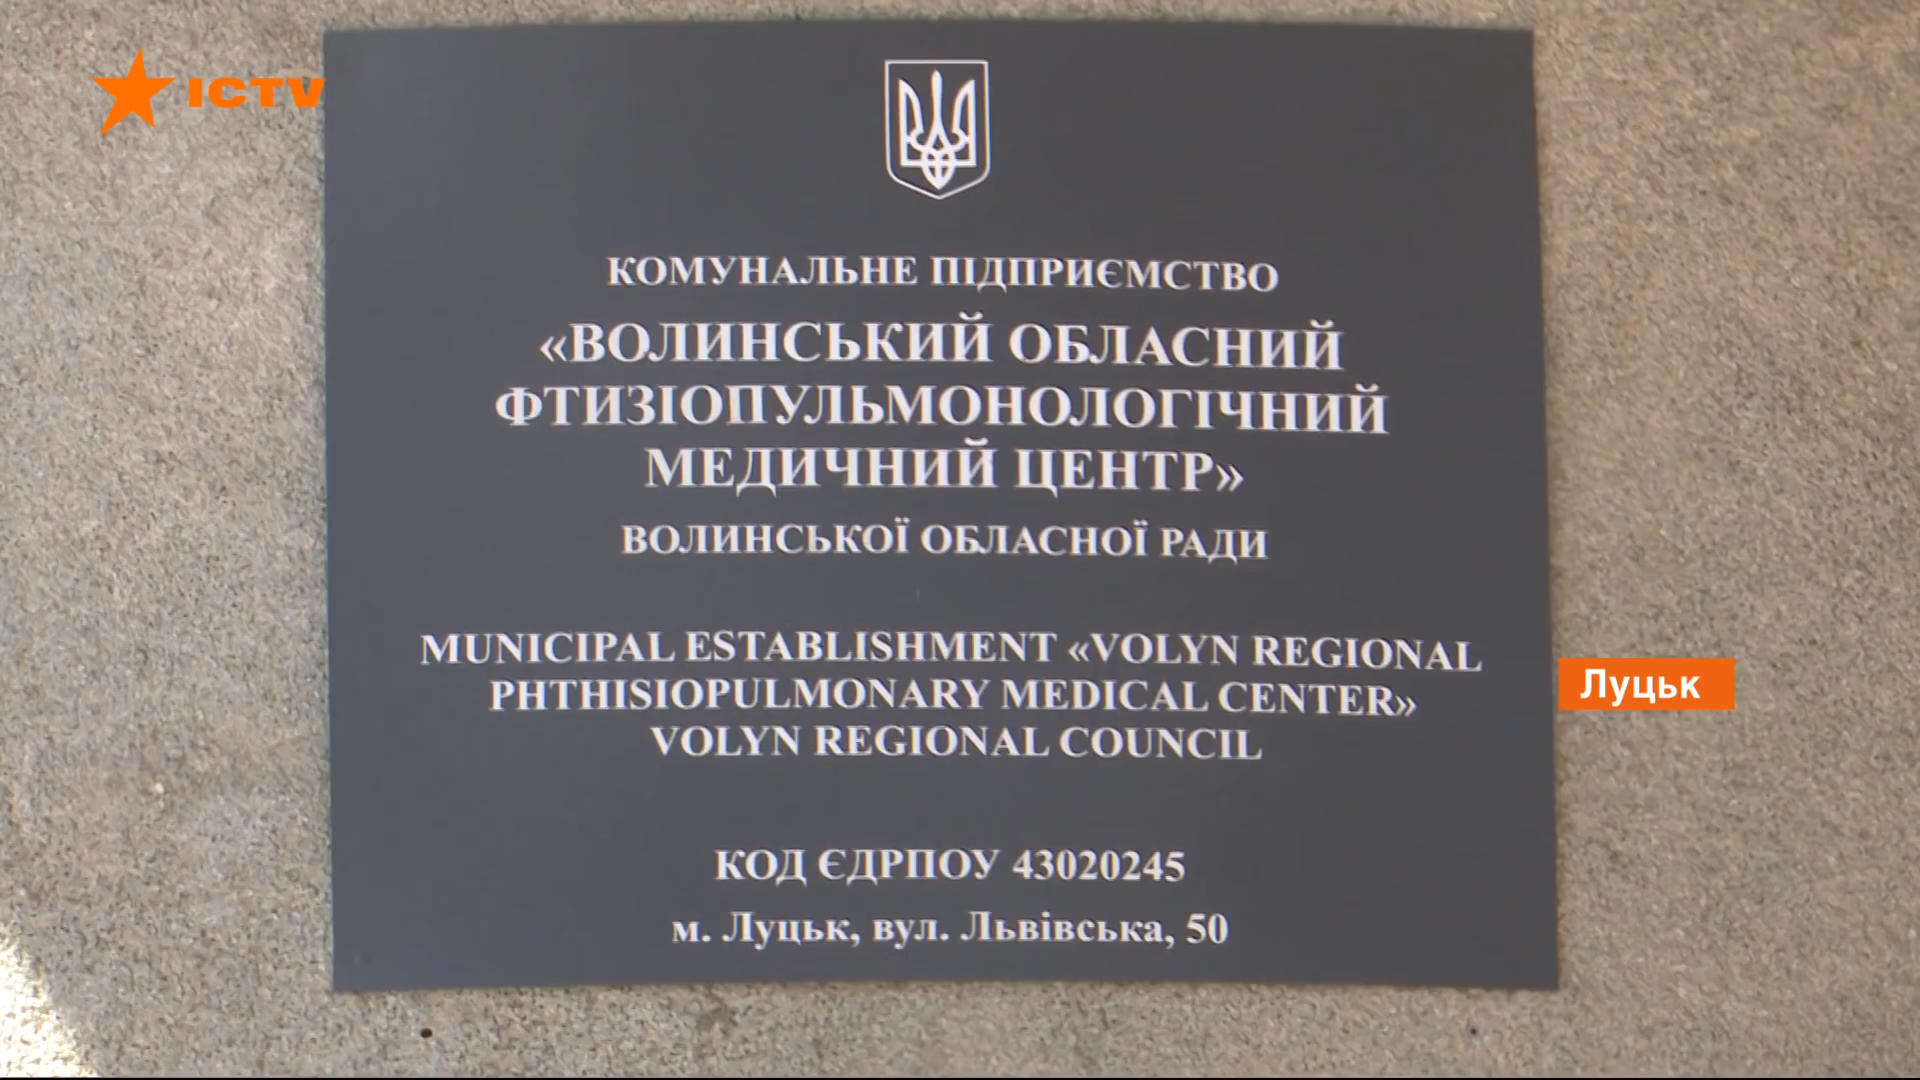 ICTV
КОМУНАЛЬНЕ ПІДПРИЄМСТВО
«ВОЛИНСЬКИЙ ОБЛАСНИЙ
ФТИЗІОПУЛЬМОНОЛОГІЧНИЙ
МЕДИЧНИЙ ЦЕНТР»
ВОЛИНСЬКОЇ ОБЛАСНОЇ РАДИ
MUNICIPAL ESTABLISHMENT «VOLYN REGIONAL
PHTHISIOPULMONARY MEDICAL CENTER»
VOLYN REGIONAL COUNCIL
Луцьк
КОД ЄДРПОУ 43020245
м. Луцьк, вул. Львівська, 50